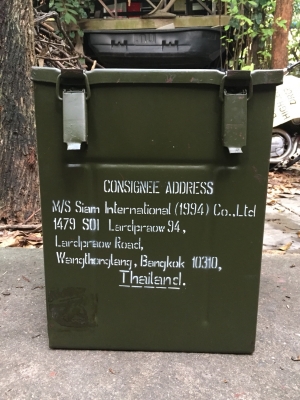 CONSIGNEE ADDRESS
M/S Siam International (1994) Co.,Ltd
1479 SOI Lardpraow 94,
Lardpraow Road,
Wangthonglang, Bangkok 10310,
Thailand.